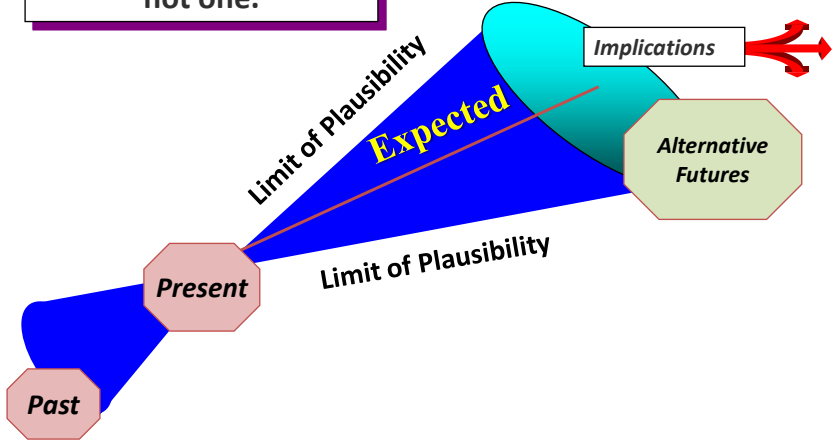 not one.
Implications
Limit of Plausibility
Expected
Alternative
Futures
Limit of Plausibility
Present
Past